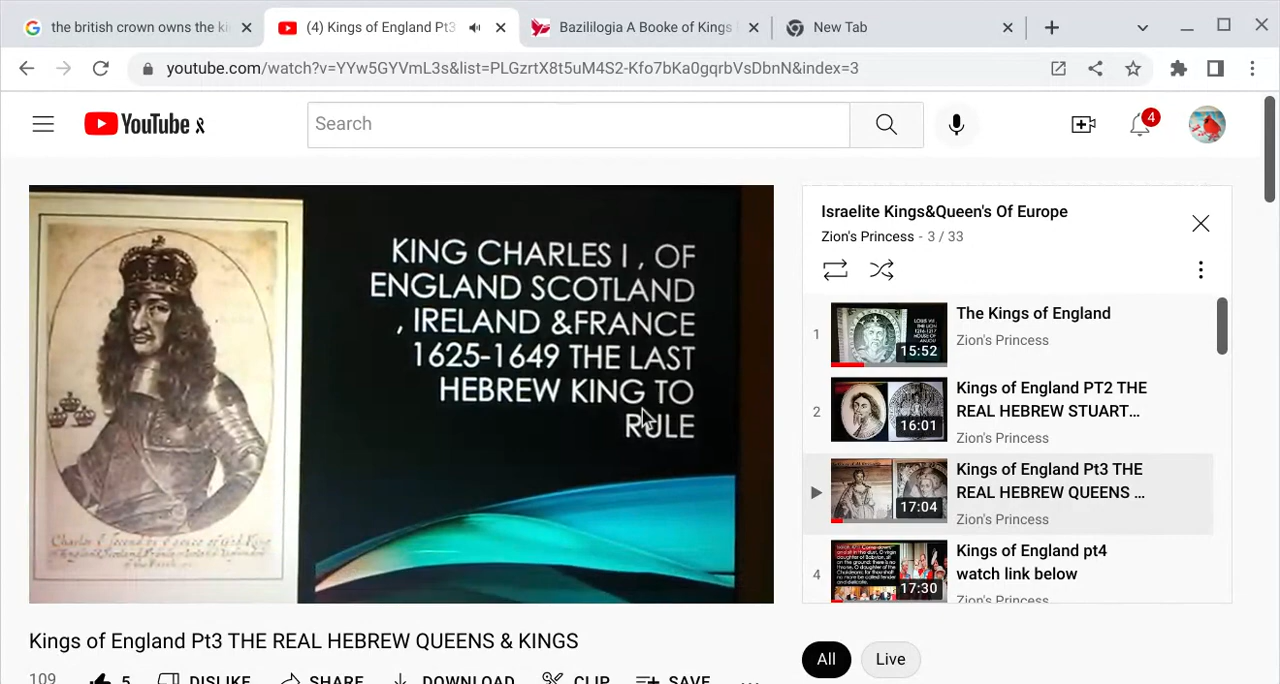 the british crown owns the ki
(4) Kings of England Pt3
Bazililogia A Booke of Kings
New Tab
youtube.com/watch?v=YYw5GYVmL3s&list=PLGzrtX8t5uM4S2-Kfo7bKa0gqrbVsDbnN&index=3
YouTube
Search
4
KING CHARLES I , OF
ENGLAND SCOTLAND
, IRELAND &FRANCE
1625-1649 THE LAST
HEBREW KING TO
RULE
Israelite Kings&Queen's Of Europe
Zion's Princess - 3 / 33
1
15:52
The Kings of England
Zion's Princess
2
16:01
Kings of England PT2 THE
REAL HEBREW STUART...
Zion's Princess
17:04
Kings of England Pt3 THE
REAL HEBREW QUEENS ...
Zion's Princess
4
17:30
Kings of England pt4
watch link below
Zion's Princess
Kings of England Pt3 THE REAL HEBREW QUEENS & KINGS
109
5
DISLIKE
SHARE
DOWNLOAD
CLIP
SAVE
All
Live